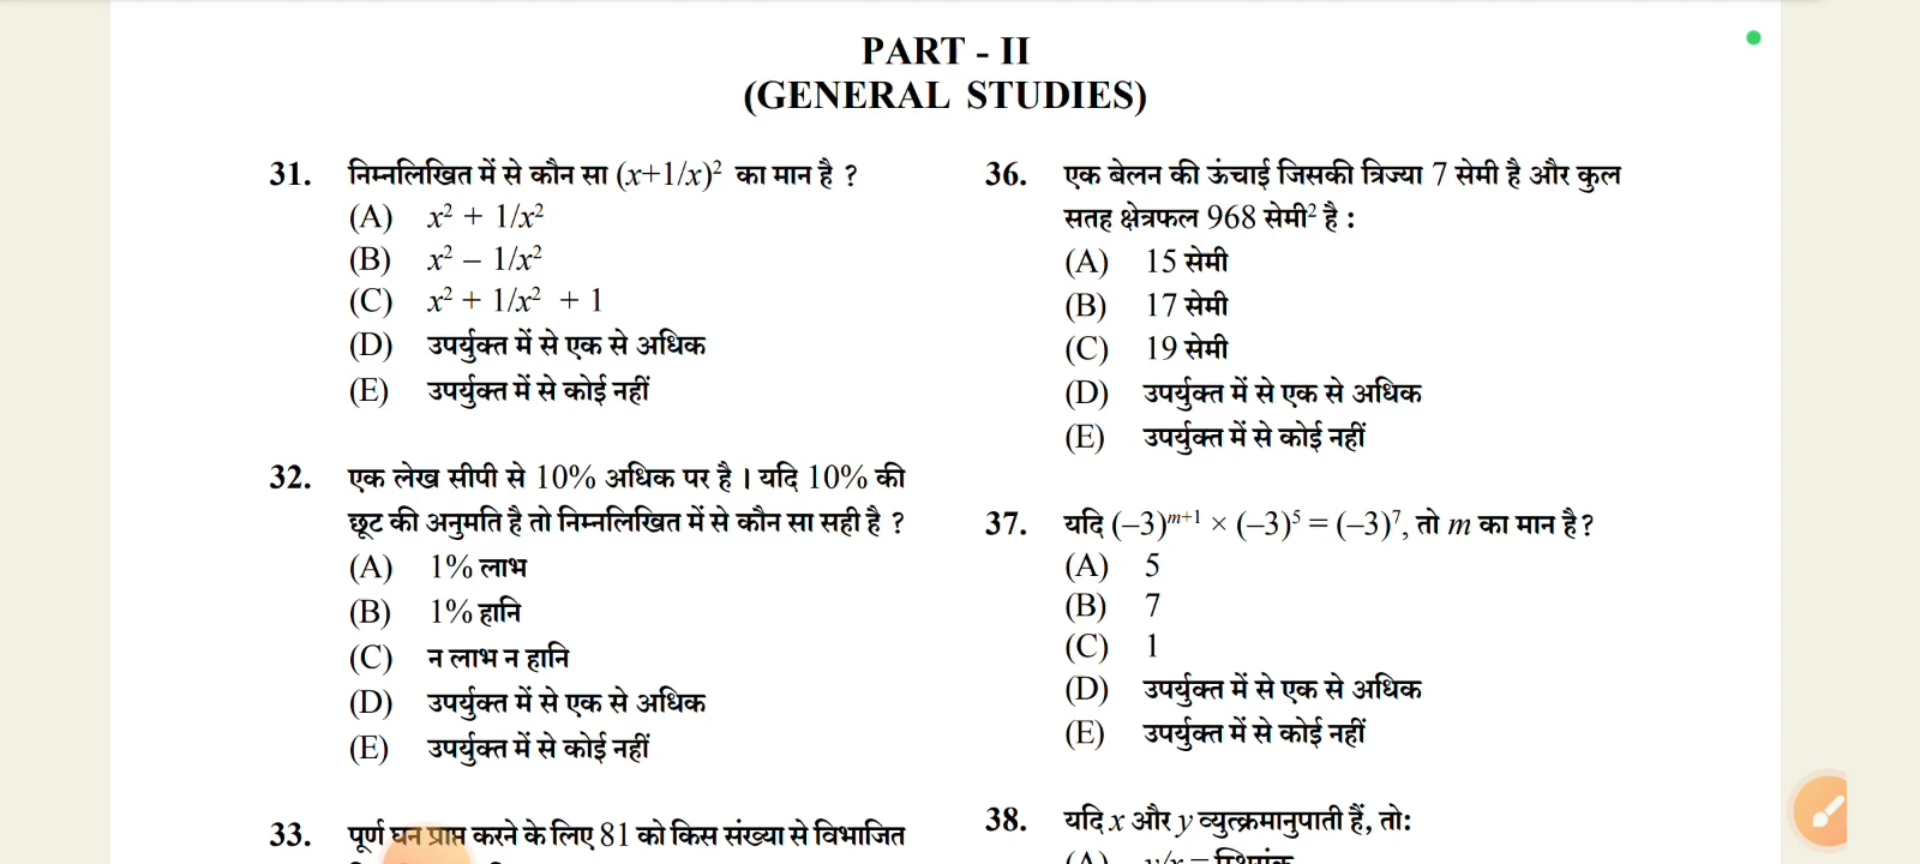 PART - II
(GENERAL STUDIES)
31. निम्नलिखित में से कौन सा (x+1/x)² का मान है ?
(A) x² + 1/x²
(B) x² – 1/x²
(C) x² + 1/x² + 1
(D) उपर्युक्त में से एक से अधिक
(E) उपर्युक्त में से कोई नहीं
32. एक लेख सीपी से 10% अधिक पर है । यदि 10% की
छूट की अनुमति है तो निम्नलिखित में से कौन सा सही है ?
(A) 1% लाभ
(B) 1% हानि
(C) न लाभ न हानि
(D) उपर्युक्त में से एक से अधिक
(E) उपर्युक्त में से कोई नहीं
33. पूर्ण घन प्राप्त करने के लिए 81 को किस संख्या से विभाजित
36. एक बेलन की ऊंचाई जिसकी त्रिज्या 7 सेमी है और कुल
सतह क्षेत्रफल 968 सेमी² है :
(A) 15 सेमी
(B) 17 सेमी
(C) 19 सेमी
(D) उपर्युक्त में से एक से अधिक
(E) उपर्युक्त में से कोई नहीं
37. यदि (–3)ᵐ⁺¹ × (–3)⁵ = (–3)⁷, तो m का मान है?
(A) 5
(B) 7
(C) 1
(D) उपर्युक्त में से एक से अधिक
(E) उपर्युक्त में से कोई नहीं
38. यदि x और y व्युत्क्रमानुपाती हैं, तो: